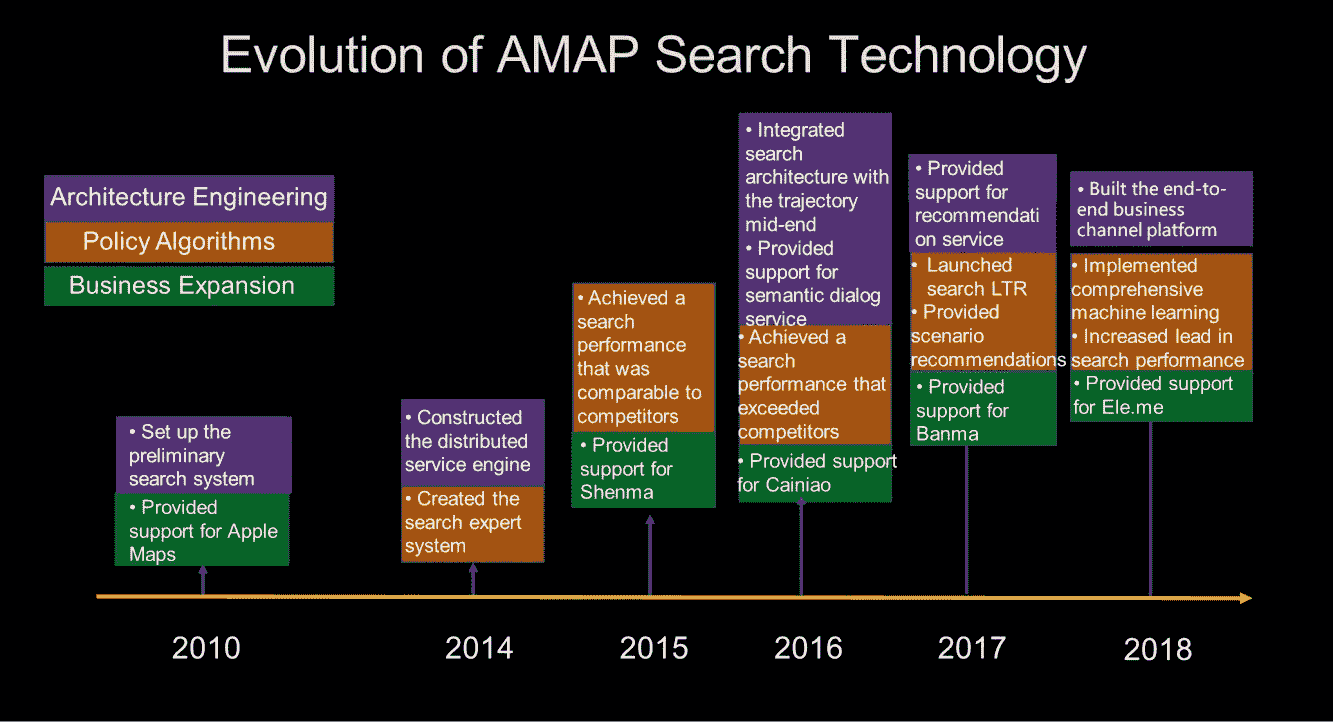 Evolution of AMAP Search Technology
Architecture Engineering
Policy Algorithms
Business Expansion
• Set up the
preliminary
search system
• Provided
support for Apple
Maps
• Constructed
the distributed
service engine
• Created the
search expert
system
• Achieved a
search
performance
that was
comparable to
competitors
• Provided
support for
Shenma
• Integrated
search
architecture with
the trajectory
mid-end
• Provided
support for
semantic dialog
service
• Achieved a
search
performance that
exceeded
competitors
• Provided support
for Cainiao
• Provided
support for
recommendati
on service
• Launched
search LTR
• Provided
scenario
recommendations
• Provided
support for
Banma
• Built the end-to-
end business
channel platform
• Implemented
comprehensive
machine learning
• Increased lead in
search performance
• Provided support
for Ele.me
2010
2014
2015
2016
2017
2018